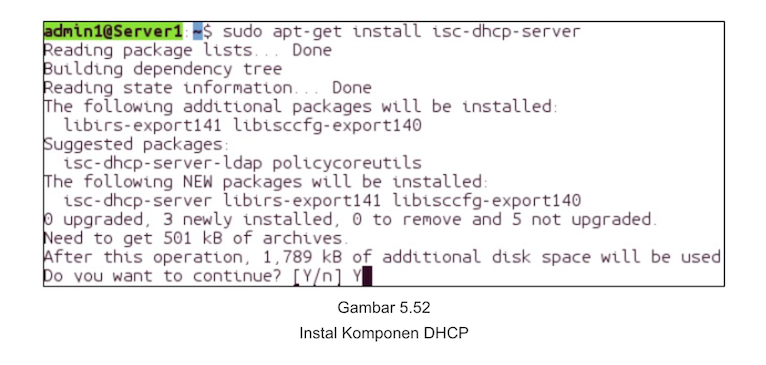 admin1@Server1:~$ sudo apt-get install isc-dhcp-server
Reading package lists... Done
Building dependency tree
Reading state information... Done
The following additional packages will be installed:
  libirs-export141 libisccfg-export140
Suggested packages:
  isc-dhcp-server-ldap policycoreutils
The following NEW packages will be installed:
  isc-dhcp-server libirs-export141 libisccfg-export140
0 upgraded, 3 newly installed, 0 to remove and 5 not upgraded.
Need to get 501 kB of archives.
After this operation, 1,789 kB of additional disk space will be used
Do you want to continue? [Y/n] Y
Gambar 5.52
Instal Komponen DHCP